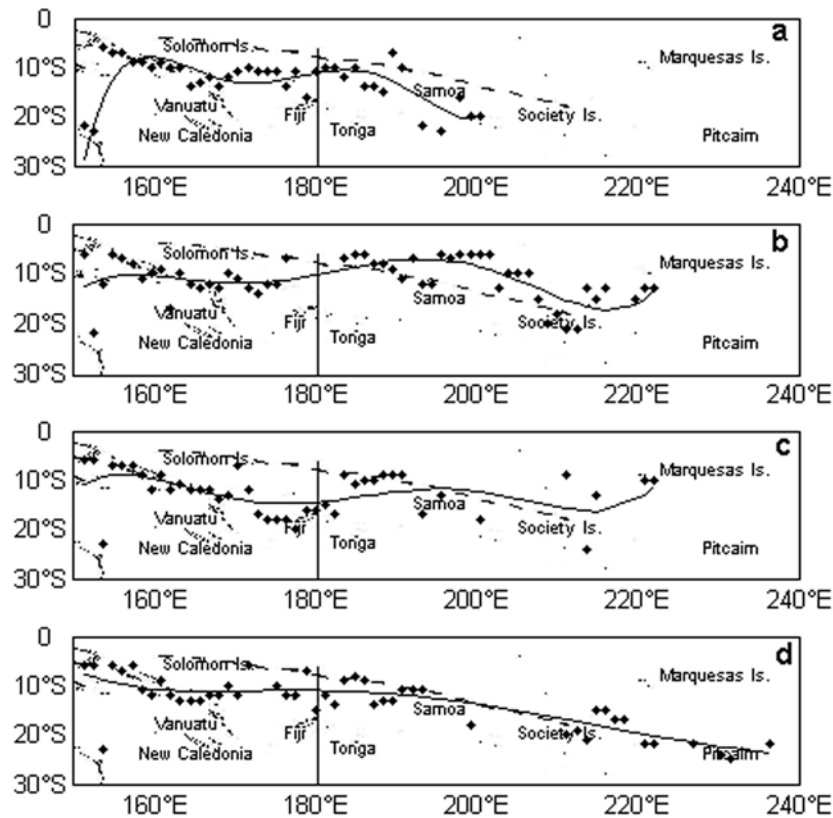 0
10°S
20°S
30°S
a
Solomon Is.
Marquesas Is.
Samoa
Vanuatu
Fiji
Society Is.
New Caledonia
Tonga
Pitcairn
160°E 180°E 200°E 220°E 240°E
0
10°S
20°S
30°S
b
Solomon Is.
Marquesas Is.
Samoa
Vanuatu
Fiji
Society Is.
New Caledonia
Tonga
Pitcairn
160°E 180°E 200°E 220°E 240°E
0
10°S
20°S
30°S
c
Solomon Is.
Marquesas Is.
Samoa
Vanuatu
Fiji
Society Is.
New Caledonia
Tonga
Pitcairn
160°E 180°E 200°E 220°E 240°E
0
10°S
20°S
30°S
d
Solomon Is.
Marquesas Is.
Samoa
Vanuatu
Fiji
Society Is.
New Caledonia
Tonga
Pitcairn
160°E 180°E 200°E 220°E 240°E